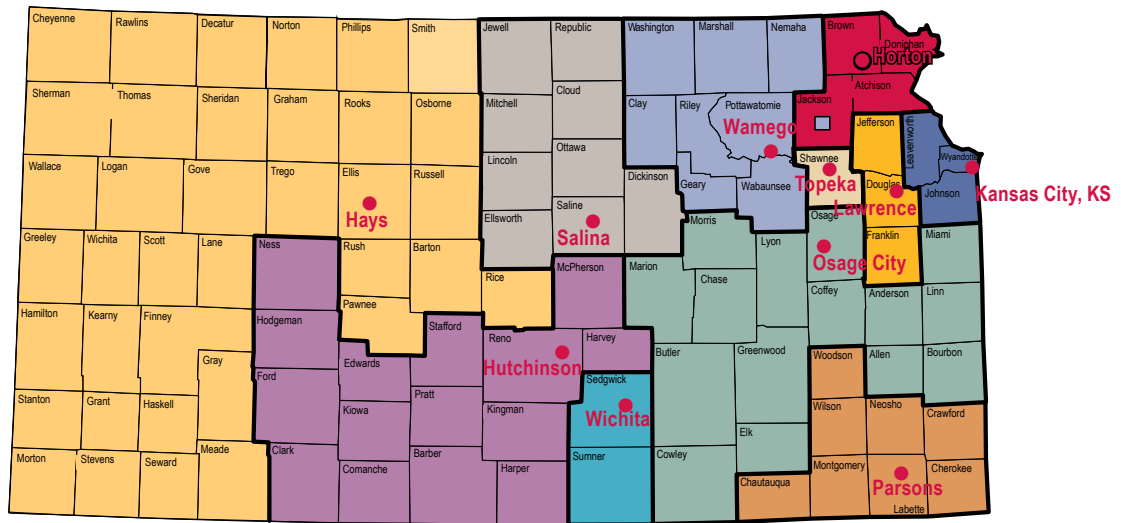 Cheyenne
Rawlins
Decatur
Norton
Phillips
Smith
Jewell
Republic
Washington
Marshall
Nemaha
Brown
Doniphan
Horton
Sherman
Thomas
Sheridan
Graham
Rooks
Osborne
Mitchell
Cloud
Clay
Riley
Pottawatomie
Jackson
Atchison
Jefferson
Leavenworth
Wyandotte
Wamego
Wallace
Logan
Gove
Trego
Ellis
Russell
Lincoln
Ottawa
Dickinson
Geary
Wabaunsee
Shawnee
Topeka
Douglas
Lawrence
Johnson
Kansas City, KS
Hays
Ellsworth
Saline
Salina
Morris
Osage
Osage City
Greeley
Wichita
Scott
Lane
Ness
Rush
Barton
Rice
McPherson
Marion
Chase
Lyon
Coffey
Franklin
Miami
Hamilton
Kearny
Finney
Hodgeman
Pawnee
Stafford
Reno
Harvey
Hutchinson
Butler
Greenwood
Woodson
Anderson
Linn
Gray
Ford
Edwards
Allen
Bourbon
Stanton
Grant
Haskell
Kiowa
Pratt
Kingman
Sedgwick
Wichita
Elk
Wilson
Neosho
Crawford
Morton
Stevens
Seward
Meade
Clark
Comanche
Barber
Harper
Sumner
Cowley
Chautauqua
Montgomery
Labette
Parsons
Cherokee